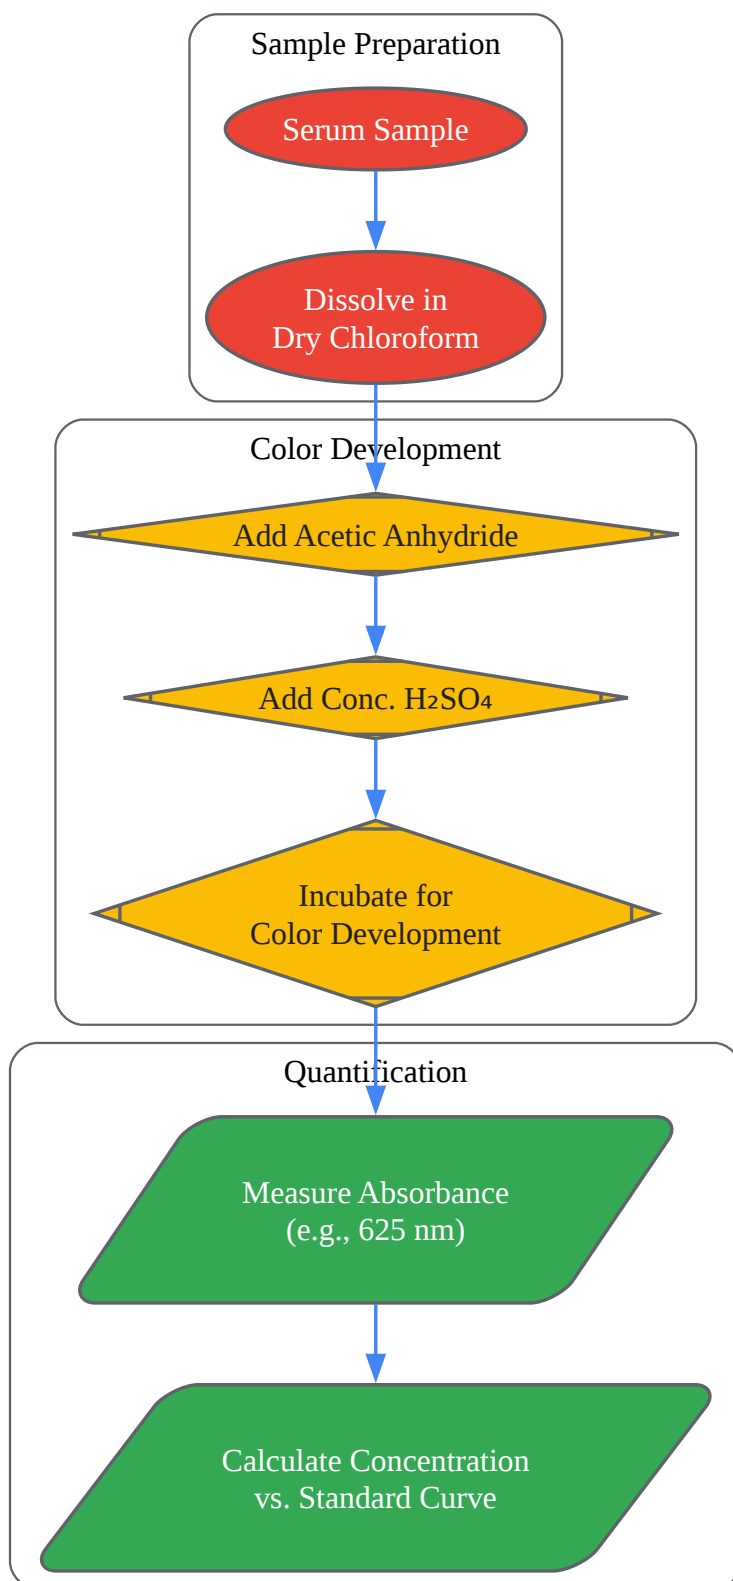 Sample Preparation
Serum Sample
Dissolve in
Dry Chloroform
Color Development
Add Acetic Anhydride
Add Conc. H₂SO₄
Incubate for
Color Development
Quantification
Measure Absorbance
(e.g., 625 nm)
Calculate Concentration
vs. Standard Curve